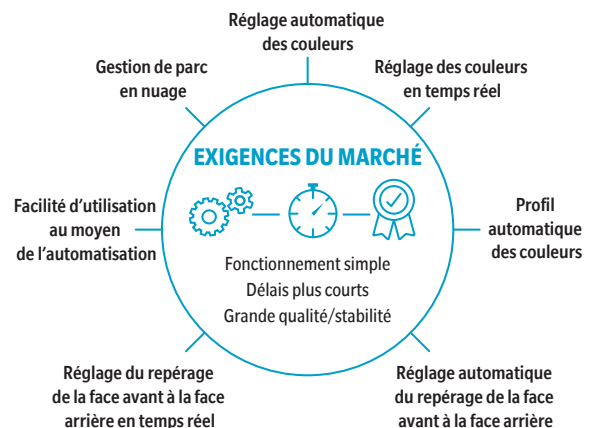 Réglage automatique
des couleurs
Gestion de parc
en nuage
Réglage des couleurs
en temps réel
EXIGENCES DU MARCHÉ
Facilité d'utilisation
au moyen
de l'automatisation
Profil
automatique
des couleurs
Fonctionnement simple
Délais plus courts
Grande qualité/stabilité
Réglage du repérage
de la face avant à la face
arrière en temps réel
Réglage automatique
du repérage de la face
avant à la face arrière